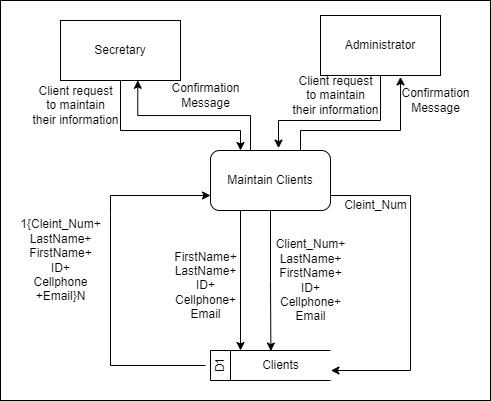 Secretary
Administrator
Client request
to maintain
their information
Confirmation
Message
Client request
to maintain
their information
Confirmation
Message
Maintain Clients
Cleint_Num
1{Cleint_Num+
LastName+
FirstName+
ID+
Cellphone
+Email}N
FirstName+
LastName+
ID+
Cellphone+
Email
Client_Num+
LastName+
FirstName+
ID+
Cellphone+
Email
D1
Clients